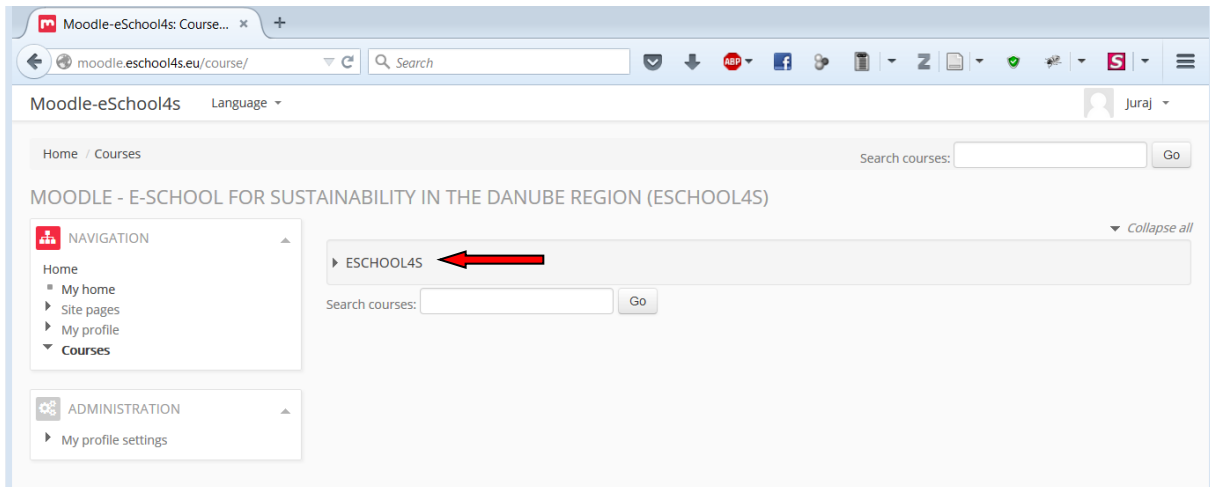 Moodle-eSchool4s: Course...
moodle.eschool4s.eu/course/
Search
ABP
Moodle-eSchool4s
Language
Juraj
Home / Courses
Search courses:
Go
MOODLE - E-SCHOOL FOR SUSTAINABILITY IN THE DANUBE REGION (ESCHOOL4S)
Collapse all
NAVIGATION
Home
My home
Site pages
My profile
Courses
ESCHOOL4S
Search courses:
Go
ADMINISTRATION
My profile settings